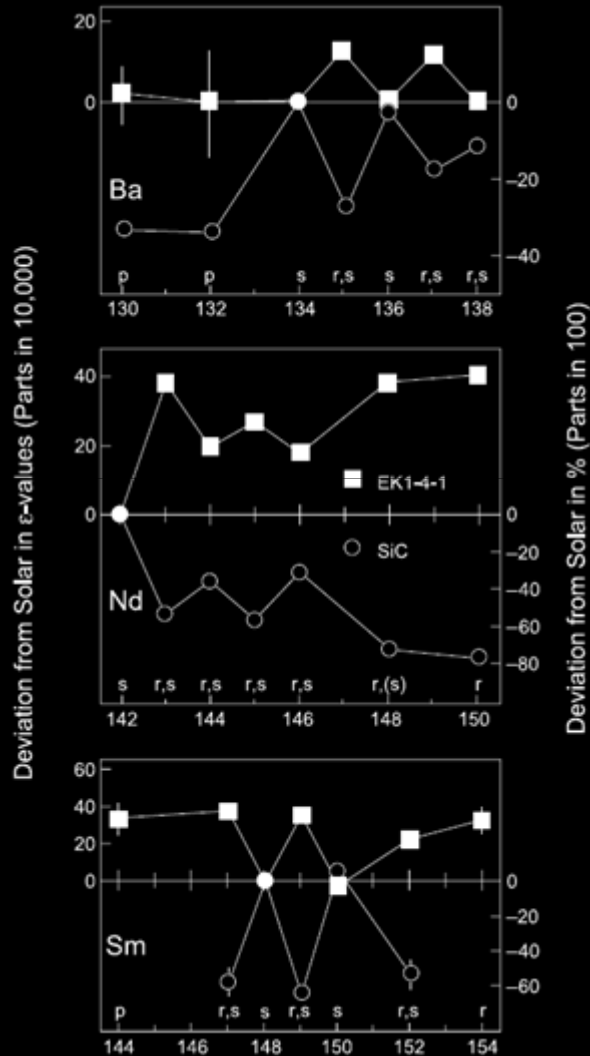 Deviation from Solar in ε-values (Parts in 10,000)
Deviation from Solar in % (Parts in 100)
20
0
0
−20
−40
Ba
p p s r,s s r,s r,s
130 132 134 136 138
40
20
0
0
−20
−40
−60
−80
EK1-4-1
SiC
Nd
s r,s r,s r,s r,s r,(s) r
142 144 146 148 150
60
40
20
0
0
−20
−40
−60
Sm
p r,s s r,s s r,s r
144 146 148 150 152 154